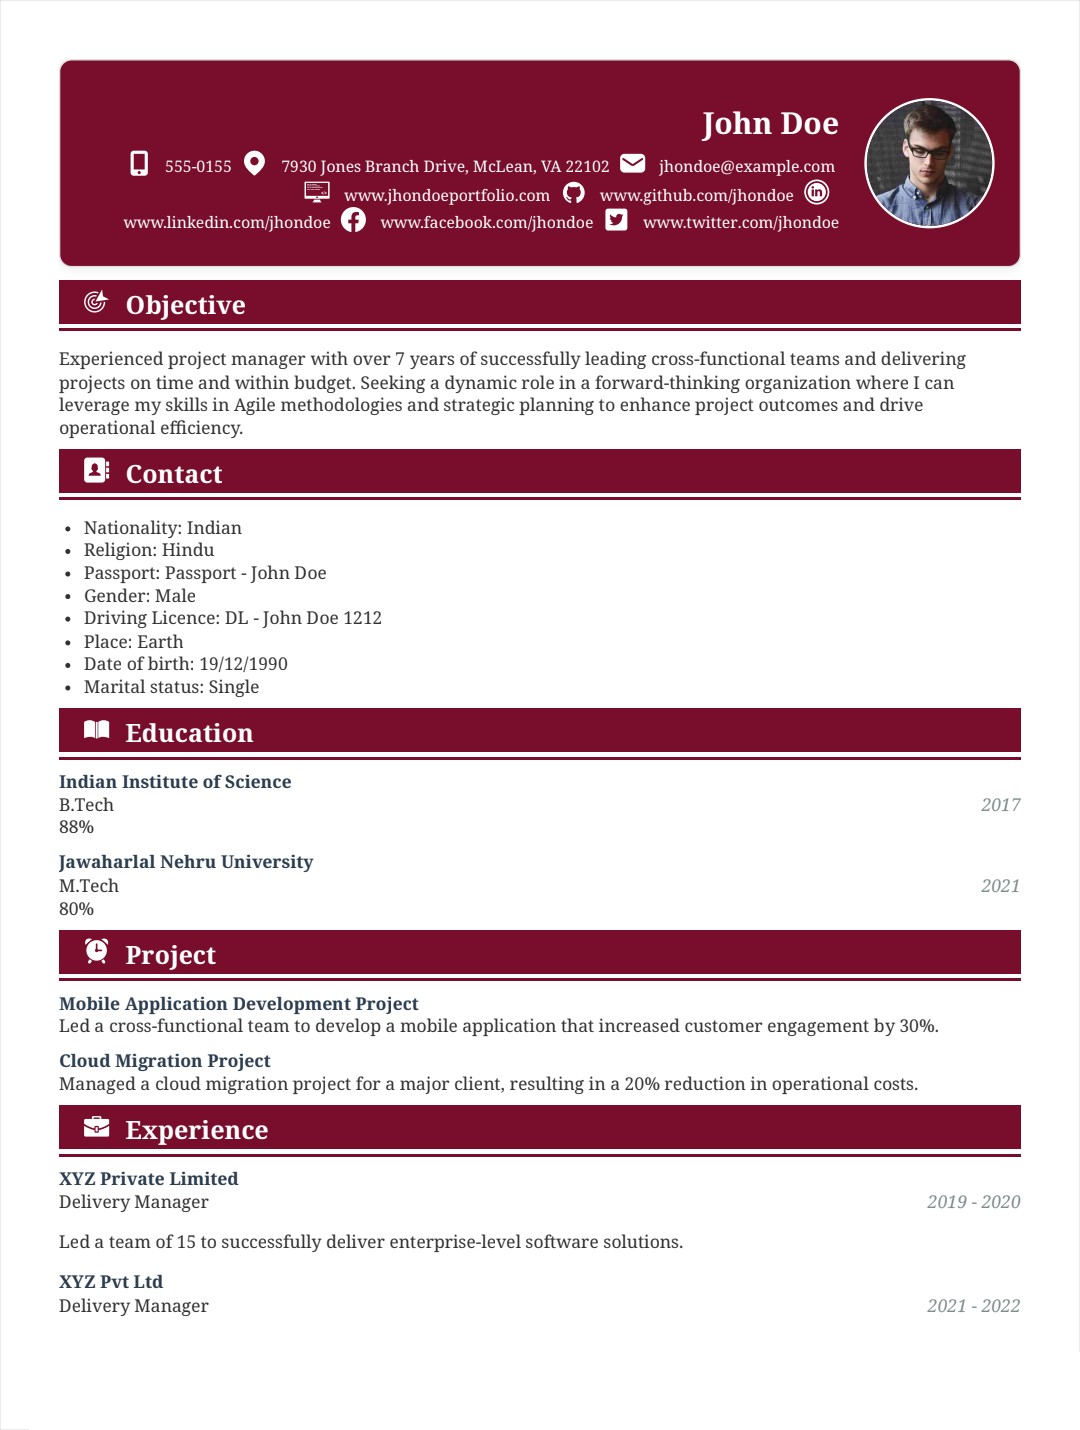 John Doe
555-0155 7930 Jones Branch Drive, McLean, VA 22102 jhondoe@example.com
www.jhondoeportfolio.com www.github.com/jhondoe
www.linkedin.com/jhondoe www.facebook.com/jhondoe www.twitter.com/jhondoe
Objective
Experienced project manager with over 7 years of successfully leading cross-functional teams and delivering
projects on time and within budget. Seeking a dynamic role in a forward-thinking organization where I can
leverage my skills in Agile methodologies and strategic planning to enhance project outcomes and drive
operational efficiency.
Contact
• Nationality: Indian
• Religion: Hindu
• Passport: Passport - John Doe
• Gender: Male
• Driving Licence: DL - John Doe 1212
• Place: Earth
• Date of birth: 19/12/1990
• Marital status: Single
Education
Indian Institute of Science
B.Tech 2017
88%
Jawaharlal Nehru University
M.Tech 2021
80%
Project
Mobile Application Development Project
Led a cross-functional team to develop a mobile application that increased customer engagement by 30%.
Cloud Migration Project
Managed a cloud migration project for a major client, resulting in a 20% reduction in operational costs.
Experience
XYZ Private Limited
Delivery Manager 2019 - 2020
Led a team of 15 to successfully deliver enterprise-level software solutions.
XYZ Pvt Ltd
Delivery Manager 2021 - 2022